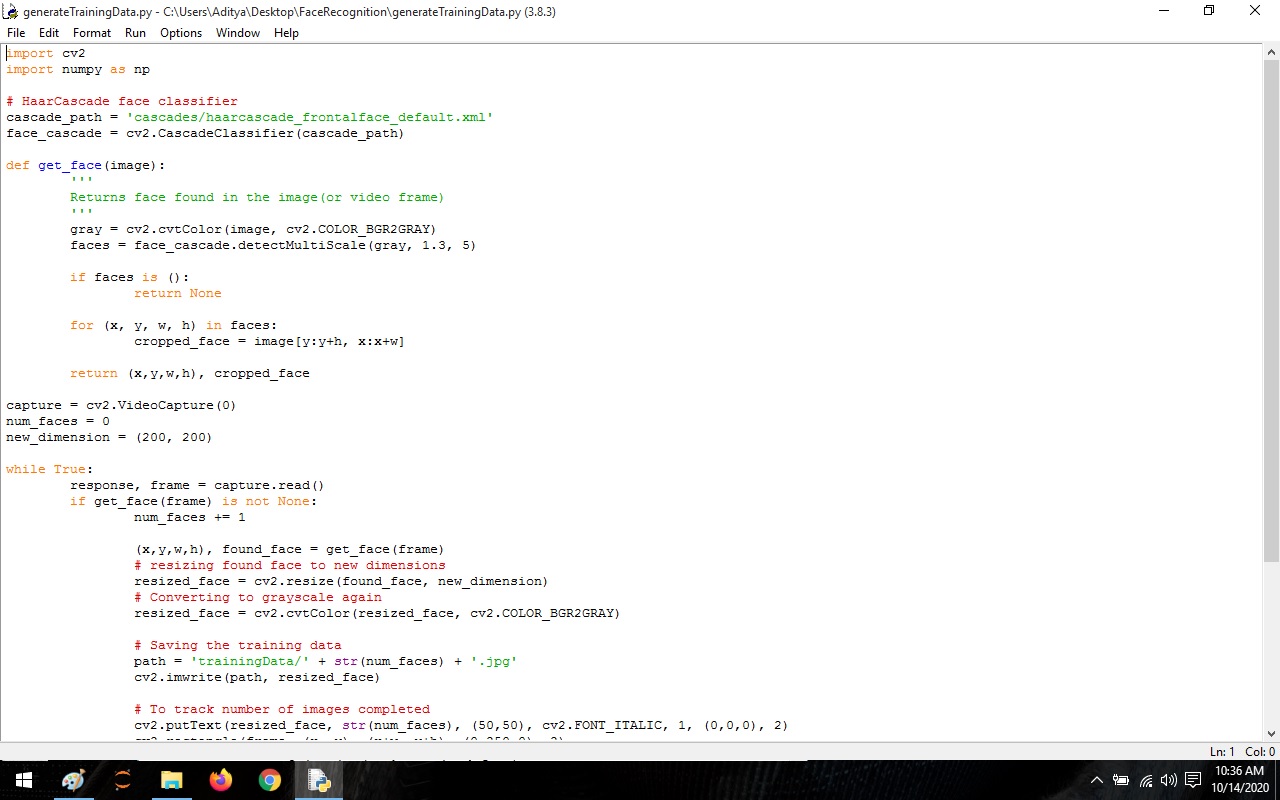 generateTrainingData.py - C:\Users\Aditya\Desktop\FaceRecognition\generateTrainingData.py (3.8.3)
File Edit Format Run Options Window Help
import cv2
import numpy as np
# HaarCascade face classifier
cascade_path = 'cascades/haarcascade_frontalface_default.xml'
face_cascade = cv2.CascadeClassifier(cascade_path)
def get_face(image):
'''
Returns face found in the image(or video frame)
'''
gray = cv2.cvtColor(image, cv2.COLOR_BGR2GRAY)
faces = face_cascade.detectMultiScale(gray, 1.3, 5)
if faces is ():
return None
for (x, y, w, h) in faces:
cropped_face = image[y:y+h, x:x+w]
return (x,y,w,h), cropped_face
capture = cv2.VideoCapture(0)
num_faces = 0
new_dimension = (200, 200)
while True:
response, frame = capture.read()
if get_face(frame) is not None:
num_faces += 1
(x,y,w,h), found_face = get_face(frame)
# resizing found face to new dimensions
resized_face = cv2.resize(found_face, new_dimension)
# Converting to grayscale again
resized_face = cv2.cvtColor(resized_face, cv2.COLOR_BGR2GRAY)
# Saving the training data
path = 'trainingData/' + str(num_faces) + '.jpg'
cv2.imwrite(path, resized_face)
# To track number of images completed
cv2.putText(resized_face, str(num_faces), (50,50), cv2.FONT_ITALIC, 1, (0,0,0), 2)
Ln: 1 Col: 0
10:36 AM
10/14/2020